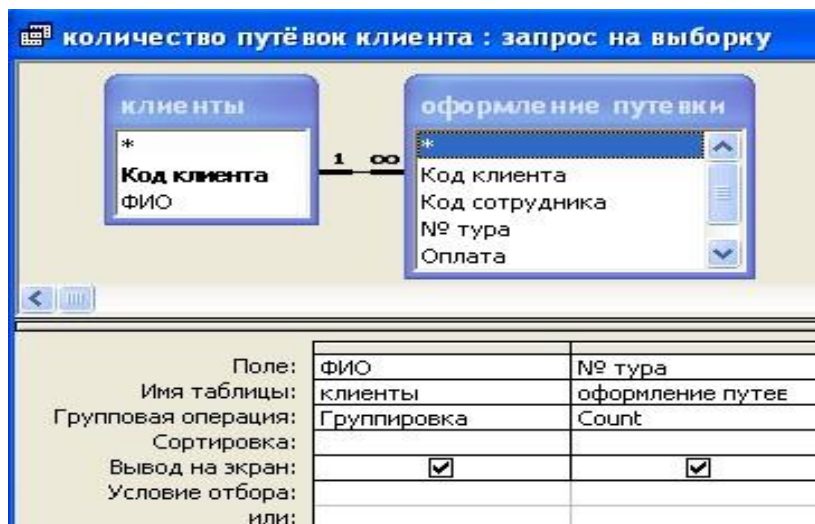 количество путёвок клиента : запрос на выборку
клиенты
*
Код клиента
ФИО
1 ∞
оформление путевки
*
Код клиента
Код сотрудника
№ тура
Оплата
Поле: ФИО № тура
Имя таблицы: клиенты оформление путев
Групповая операция: Группировка Count
Сортировка:
Вывод на экран:
Условие отбора:
или: